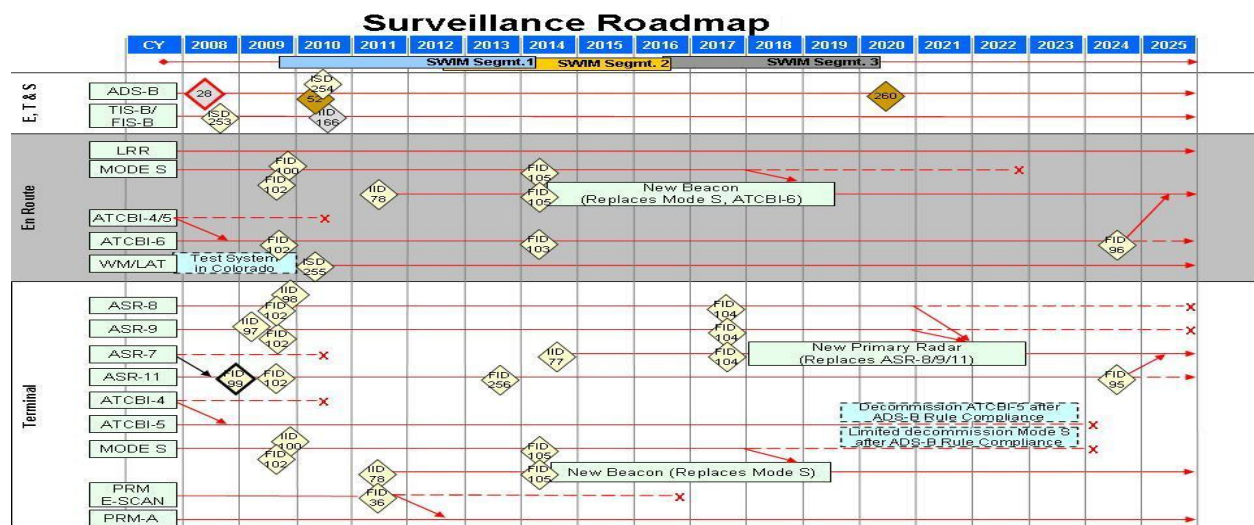 Surveillance Roadmap
CY 2008 2009 2010 2011 2012 2013 2014 2015 2016 2017 2018 2019 2020 2021 2022 2023 2024 2025
SWIM Segmt.1 SWIM Segmt. 2 SWIM Segmt. 3
E, T & S
ADS-B 28 ISD 254 52 260
TIS-B/
FIS-B
ISD 253 IID 166
En Route
LRR
MODE S FID 100 FID 105
FID 102 IID 78 FID 105
New Beacon
(Replaces Mode S, ATCBI-6)
ATCBI-4/5 X
X
ATCBI-6 FID 102 FID 103 FID 96
WM/LAT
Test System
in Colorado
ISD 255
Terminal
IID 98
ASR-8 FID 102 FID 104 X
ASR-9 IID 97 FID 102 FID 104 X
ASR-7 X IID 77 FID 104
New Primary Radar
(Replaces ASR-8/9/11)
ASR-11 FID 99 FID 102 FID 256 FID 95
ATCBI-4 X
ATCBI-5 X
Decommission ATCBI-5 after
ADS-B Rule Compliance
Limited decommission Mode S
after ADS-B Rule Compliance
MODE S IID 100 FID 102 FID 105 X
IID 78 FID 105 New Beacon (Replaces Mode S)
PRM
E-SCAN
FID 36 X
PRM-A